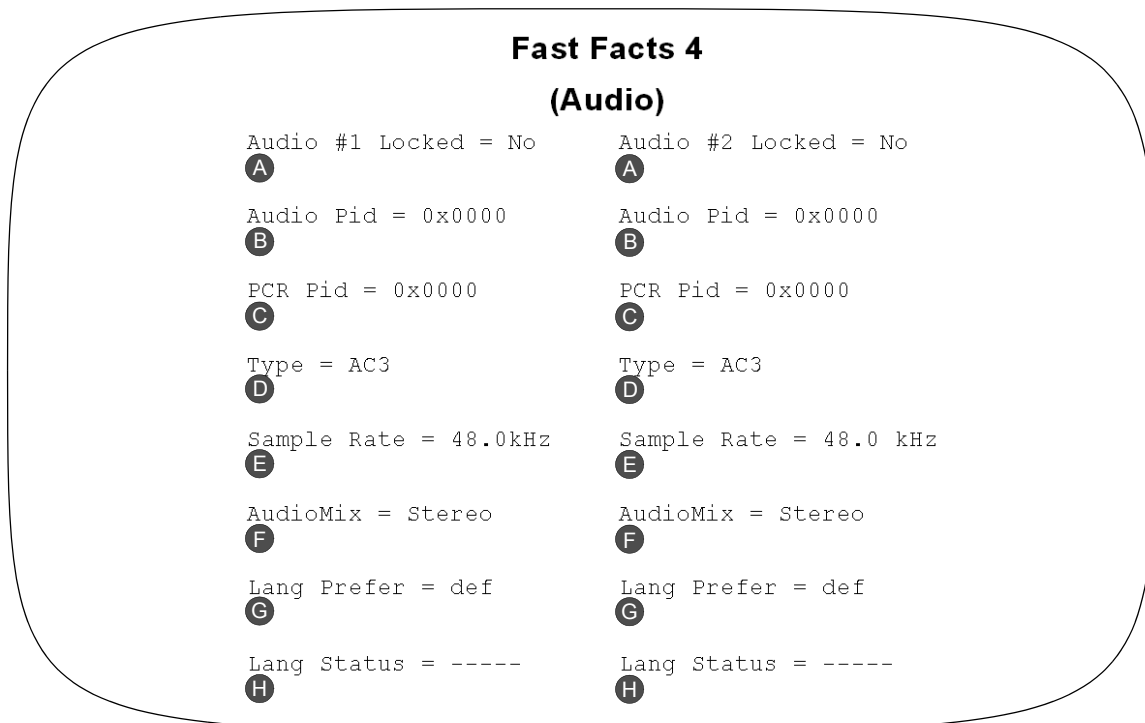 Fast Facts 4
(Audio)
Audio #1 Locked = No Audio #2 Locked = No
A A
Audio Pid = 0x0000 Audio Pid = 0x0000
B B
PCR Pid = 0x0000 PCR Pid = 0x0000
C C
Type = AC3 Type = AC3
D D
Sample Rate = 48.0kHz Sample Rate = 48.0 kHz
E E
AudioMix = Stereo AudioMix = Stereo
F F
Lang Prefer = def Lang Prefer = def
G G
Lang Status = ----- Lang Status = -----
H H